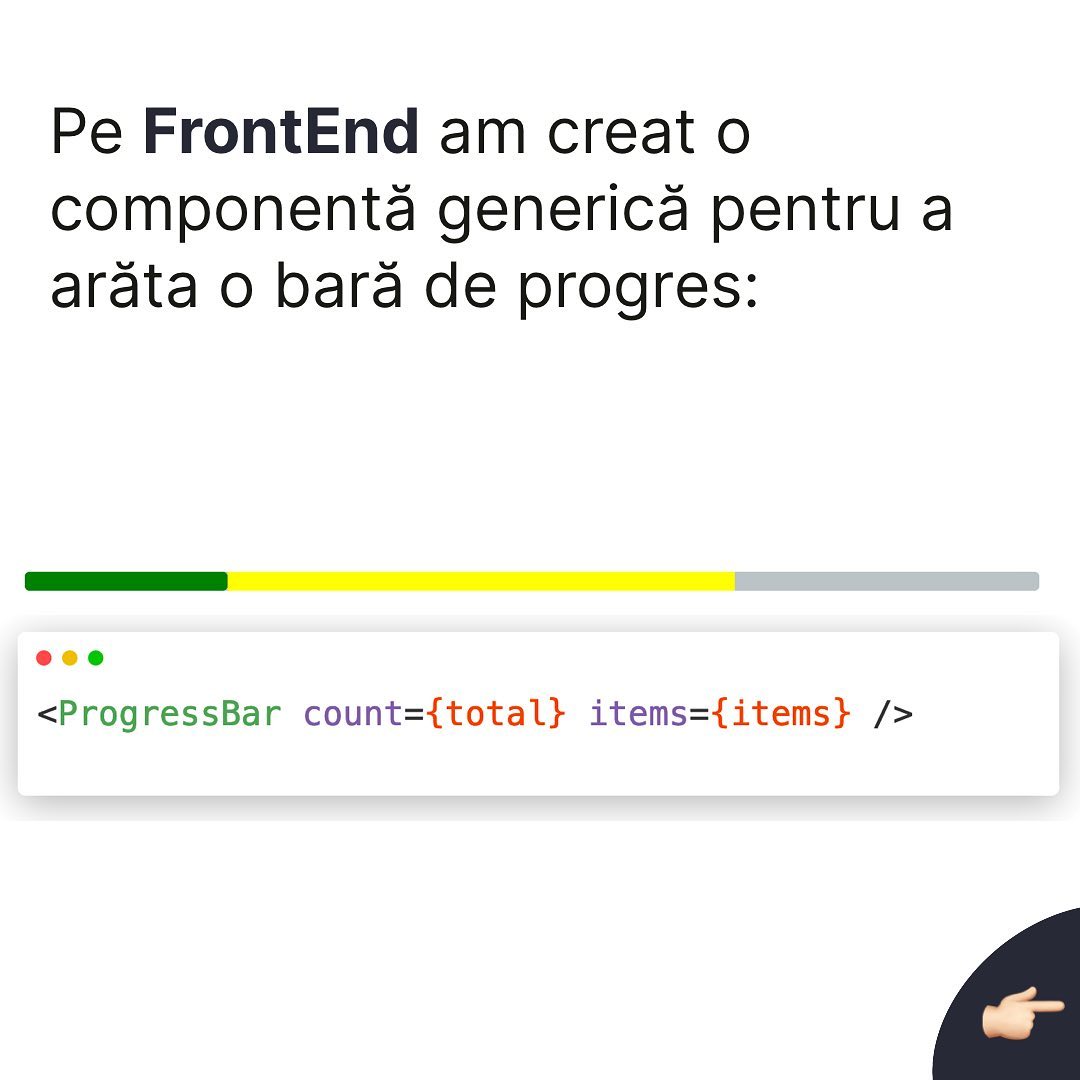 Pe FrontEnd am creat o
componentă generică pentru a
arăta o bară de progres:
<ProgressBar count={total} items={items} />